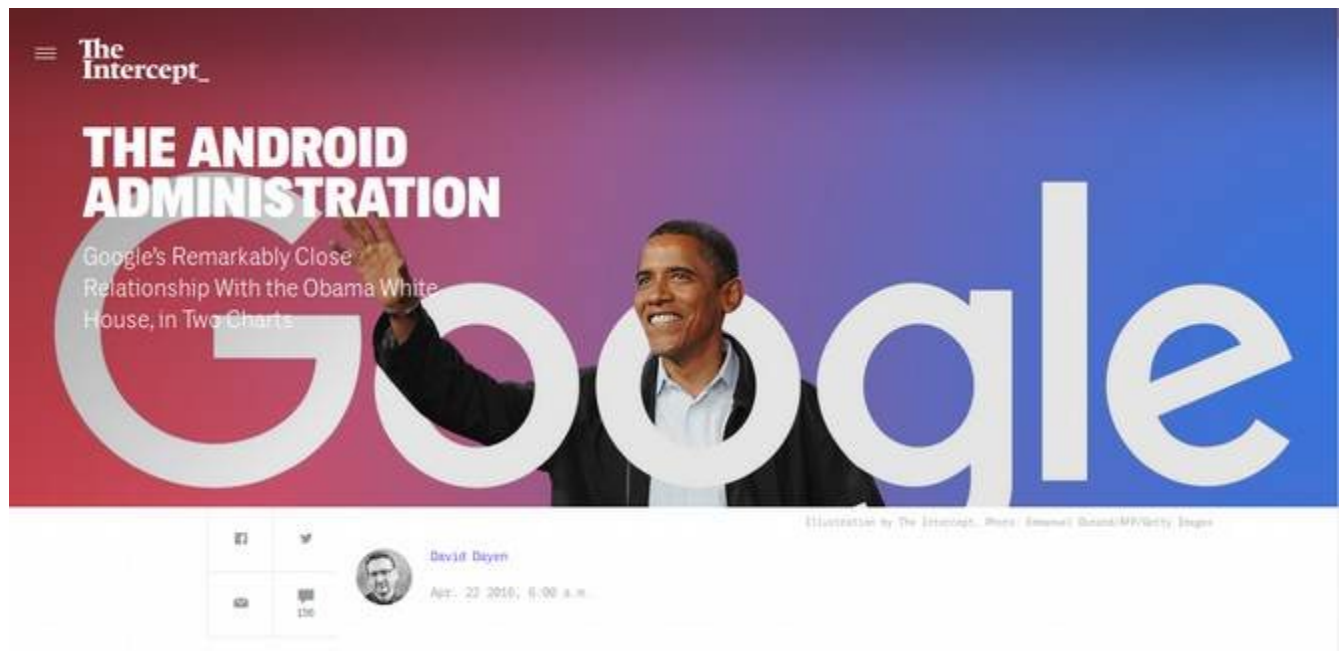 The
Intercept_
THE ANDROID
ADMINISTRATION
Google's Remarkably Close
Relationship With the Obama White
House, in Two Charts
Google
Illustration by The Intercept. Photo: Emmanuel Dunand/AFP/Getty Images
David Dayen
Apr. 22 2016, 6:00 a.m.
156